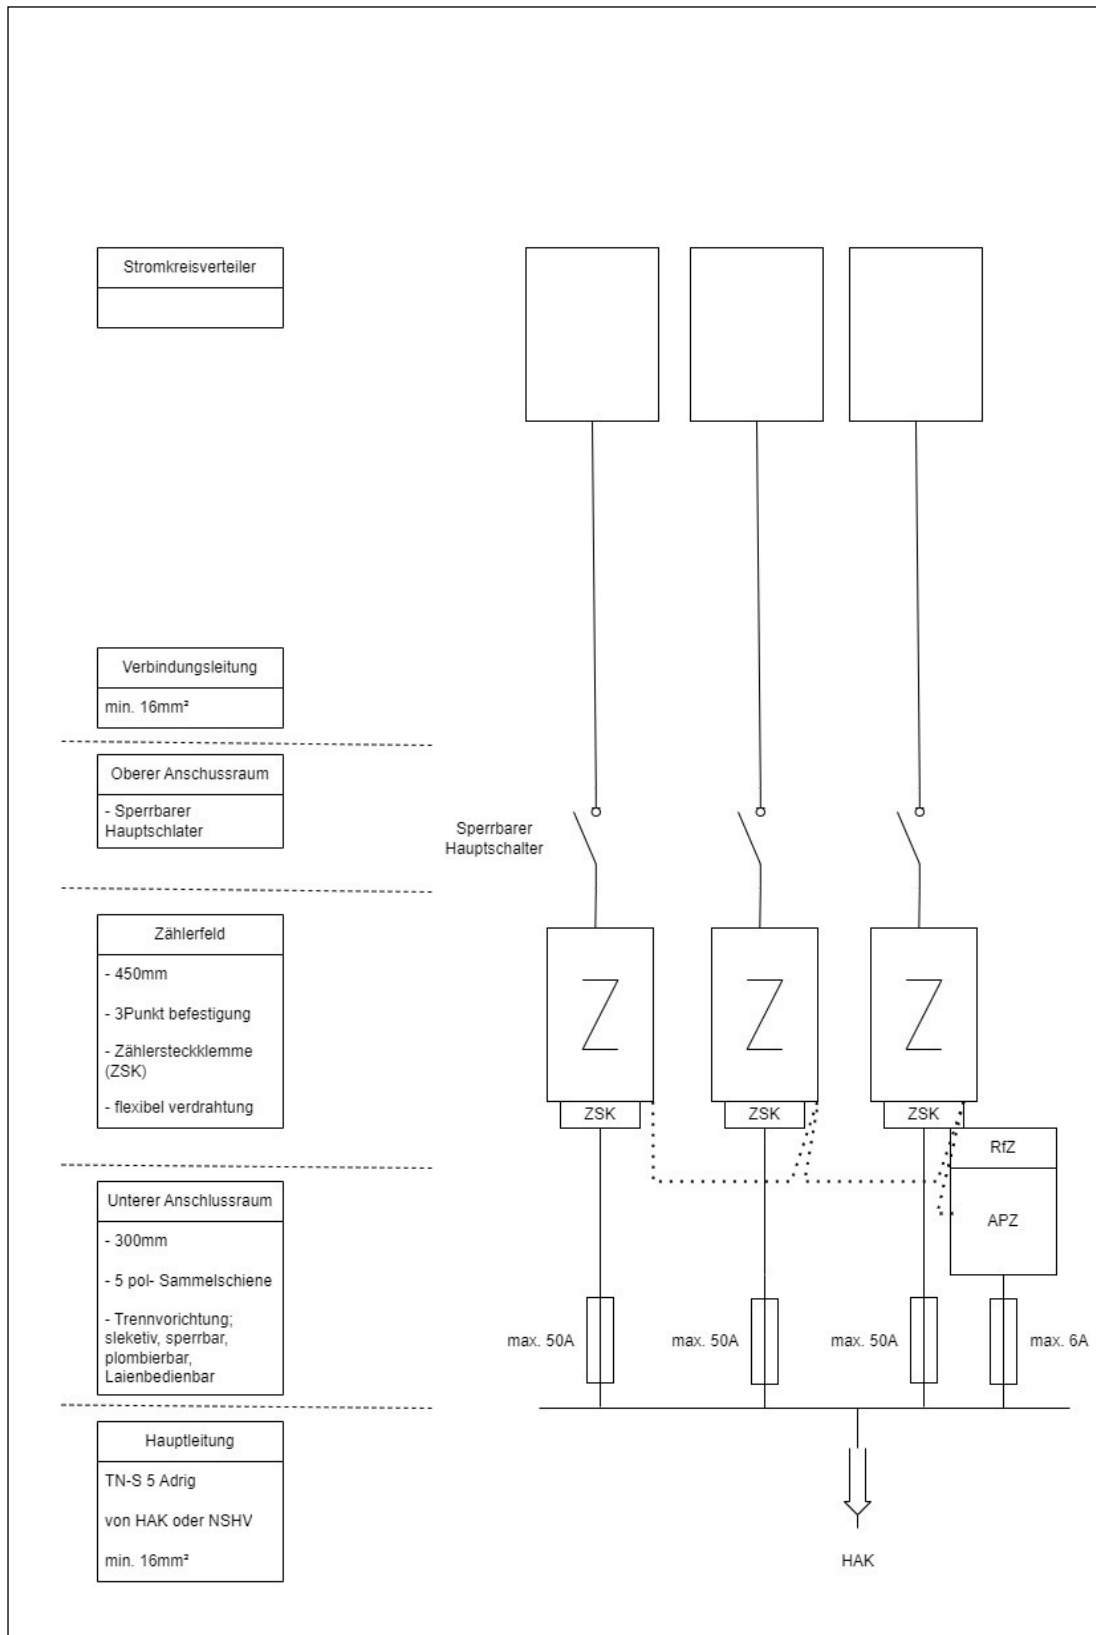 Stromkreisverteiler
Verbindungsleitung
min. 16mm²
Oberer Anschussraum
- Sperrbarer
Hauptschlater
Sperrbarer
Hauptschalter
Zählerfeld
- 450mm
- 3Punkt befestigung
- Zählersteckklemme
(ZSK)
- flexibel verdrahtung
Z
Z
Z
ZSK
ZSK
ZSK
RfZ
APZ
Unterer Anschlussraum
- 300mm
- 5 pol- Sammelschiene
- Trennvorichtung;
sleketiv, sperrbar,
plombierbar,
Laienbedienbar
max. 50A
max. 50A
max. 50A
max. 6A
Hauptleitung
TN-S 5 Adrig
von HAK oder NSHV
min. 16mm²
HAK